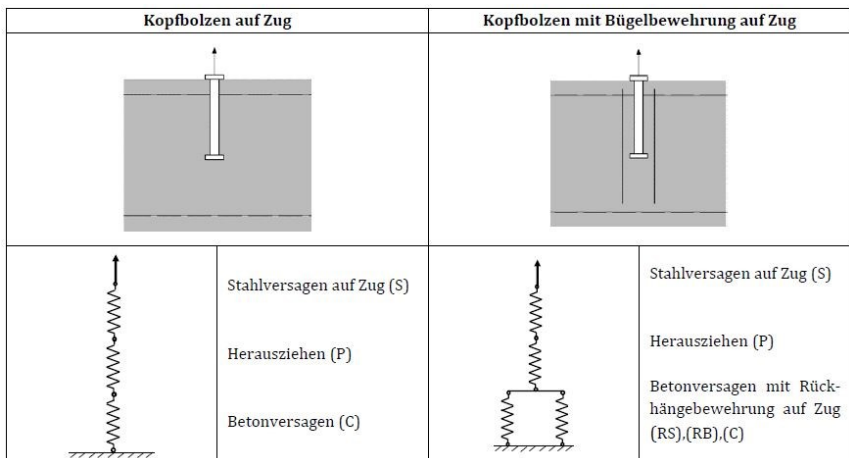 Kopfbolzen auf Zug
Kopfbolzen mit Bügelbewehrung auf Zug
Stahlversagen auf Zug (S)
Herausziehen (P)
Betonversagen (C)
Stahlversagen auf Zug (S)
Herausziehen (P)
Betonversagen mit Rück-
hängebewehrung auf Zug
(RS),(RB),(C)